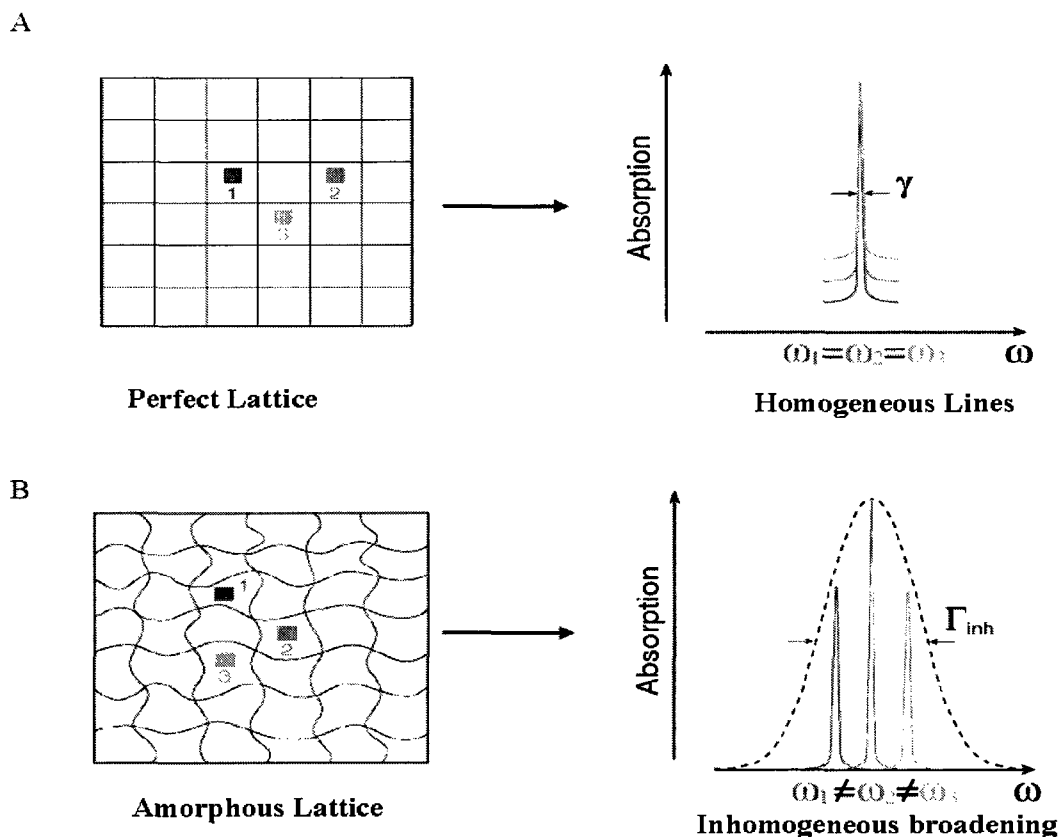 A
1
2
3
Perfect Lattice
Absorption
γ
ω₁=ω₂=ω₃
ω
Homogeneous Lines
B
1
2
3
Amorphous Lattice
Absorption
Γinh
ω₁≠ω₂≠ω₃
ω
Inhomogeneous broadening